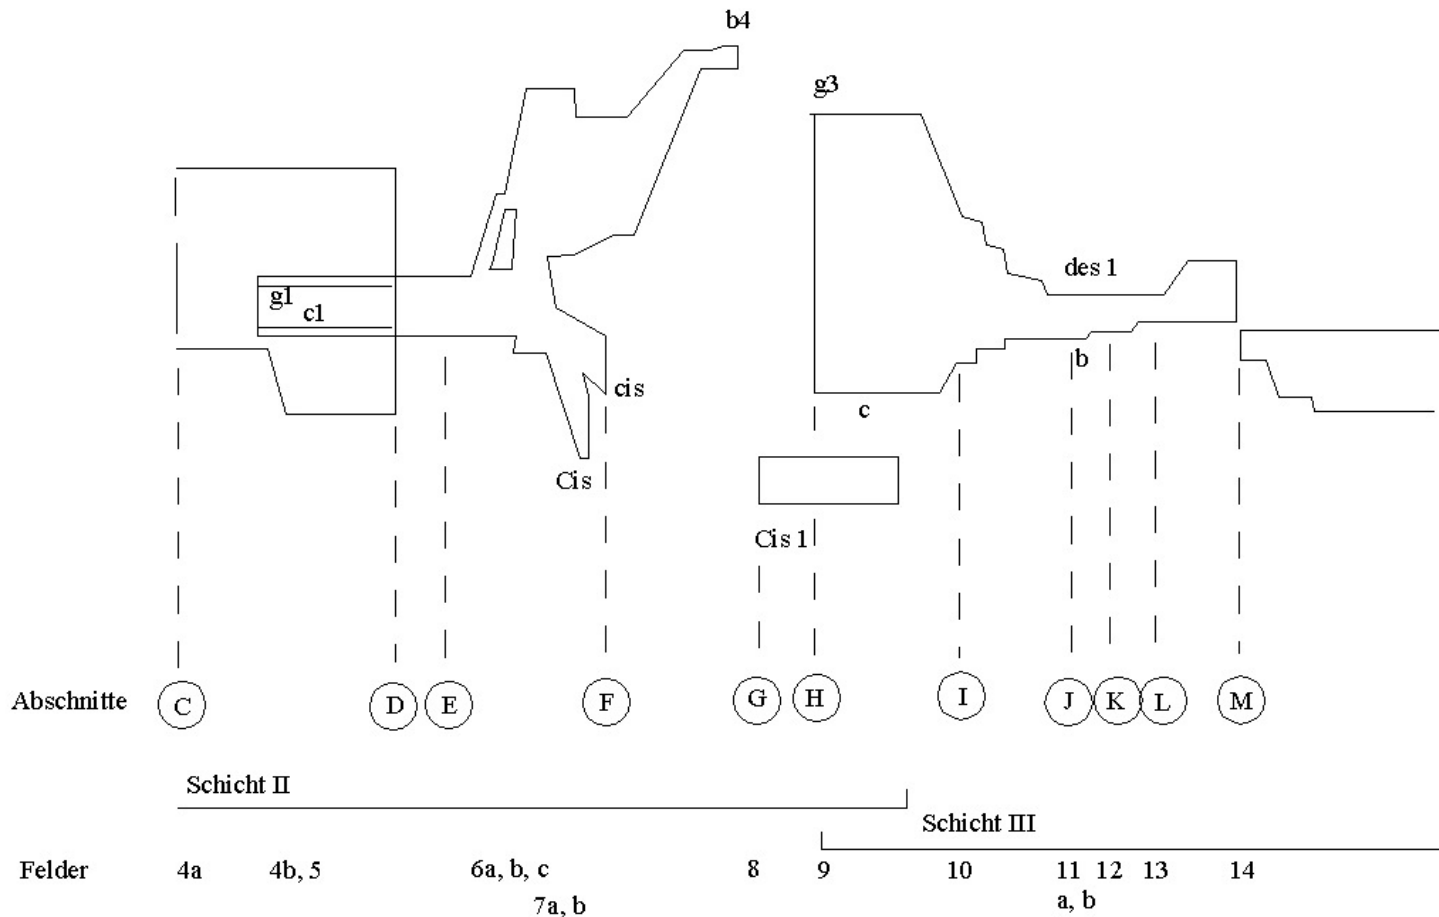 b4
g3
des 1
g1
c1
b
cis
c
Cis
Cis 1
Abschnitte C D E F G H I J K L M
Schicht II
Schicht III
Felder 4a 4b, 5 6a, b, c 8 9 10 11 12 13 14
7a, b a, b